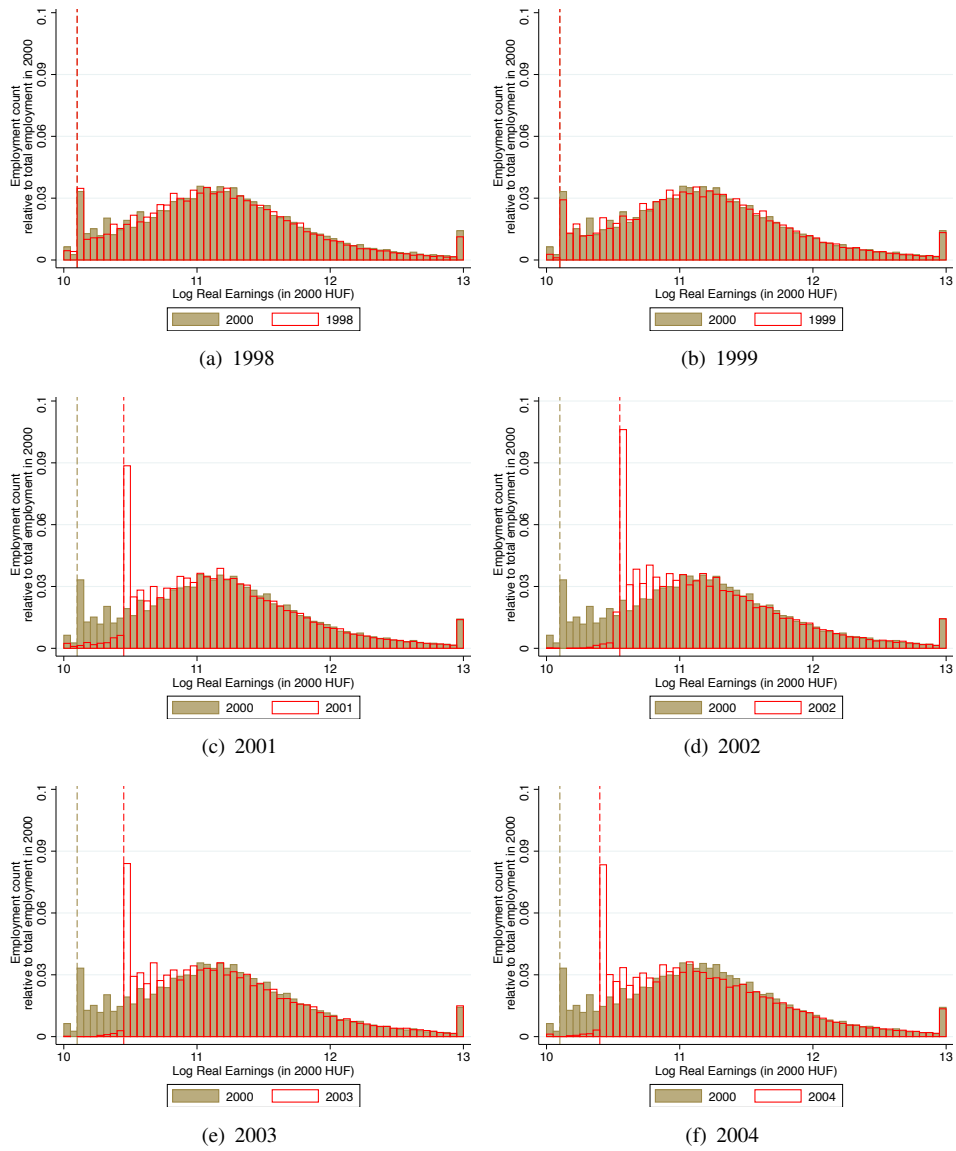 Employment count
relative to total employment in 2000
0 0.03 0.06 0.09 0.1
10 11 12 13
Log Real Earnings (in 2000 HUF)
2000 1998
(a) 1998
Employment count
relative to total employment in 2000
0 0.03 0.06 0.09 0.1
10 11 12 13
Log Real Earnings (in 2000 HUF)
2000 1999
(b) 1999
Employment count
relative to total employment in 2000
0 0.03 0.06 0.09 0.1
10 11 12 13
Log Real Earnings (in 2000 HUF)
2000 2001
(c) 2001
Employment count
relative to total employment in 2000
0 0.03 0.06 0.09 0.1
10 11 12 13
Log Real Earnings (in 2000 HUF)
2000 2002
(d) 2002
Employment count
relative to total employment in 2000
0 0.03 0.06 0.09 0.1
10 11 12 13
Log Real Earnings (in 2000 HUF)
2000 2003
(e) 2003
Employment count
relative to total employment in 2000
0 0.03 0.06 0.09 0.1
10 11 12 13
Log Real Earnings (in 2000 HUF)
2000 2004
(f) 2004